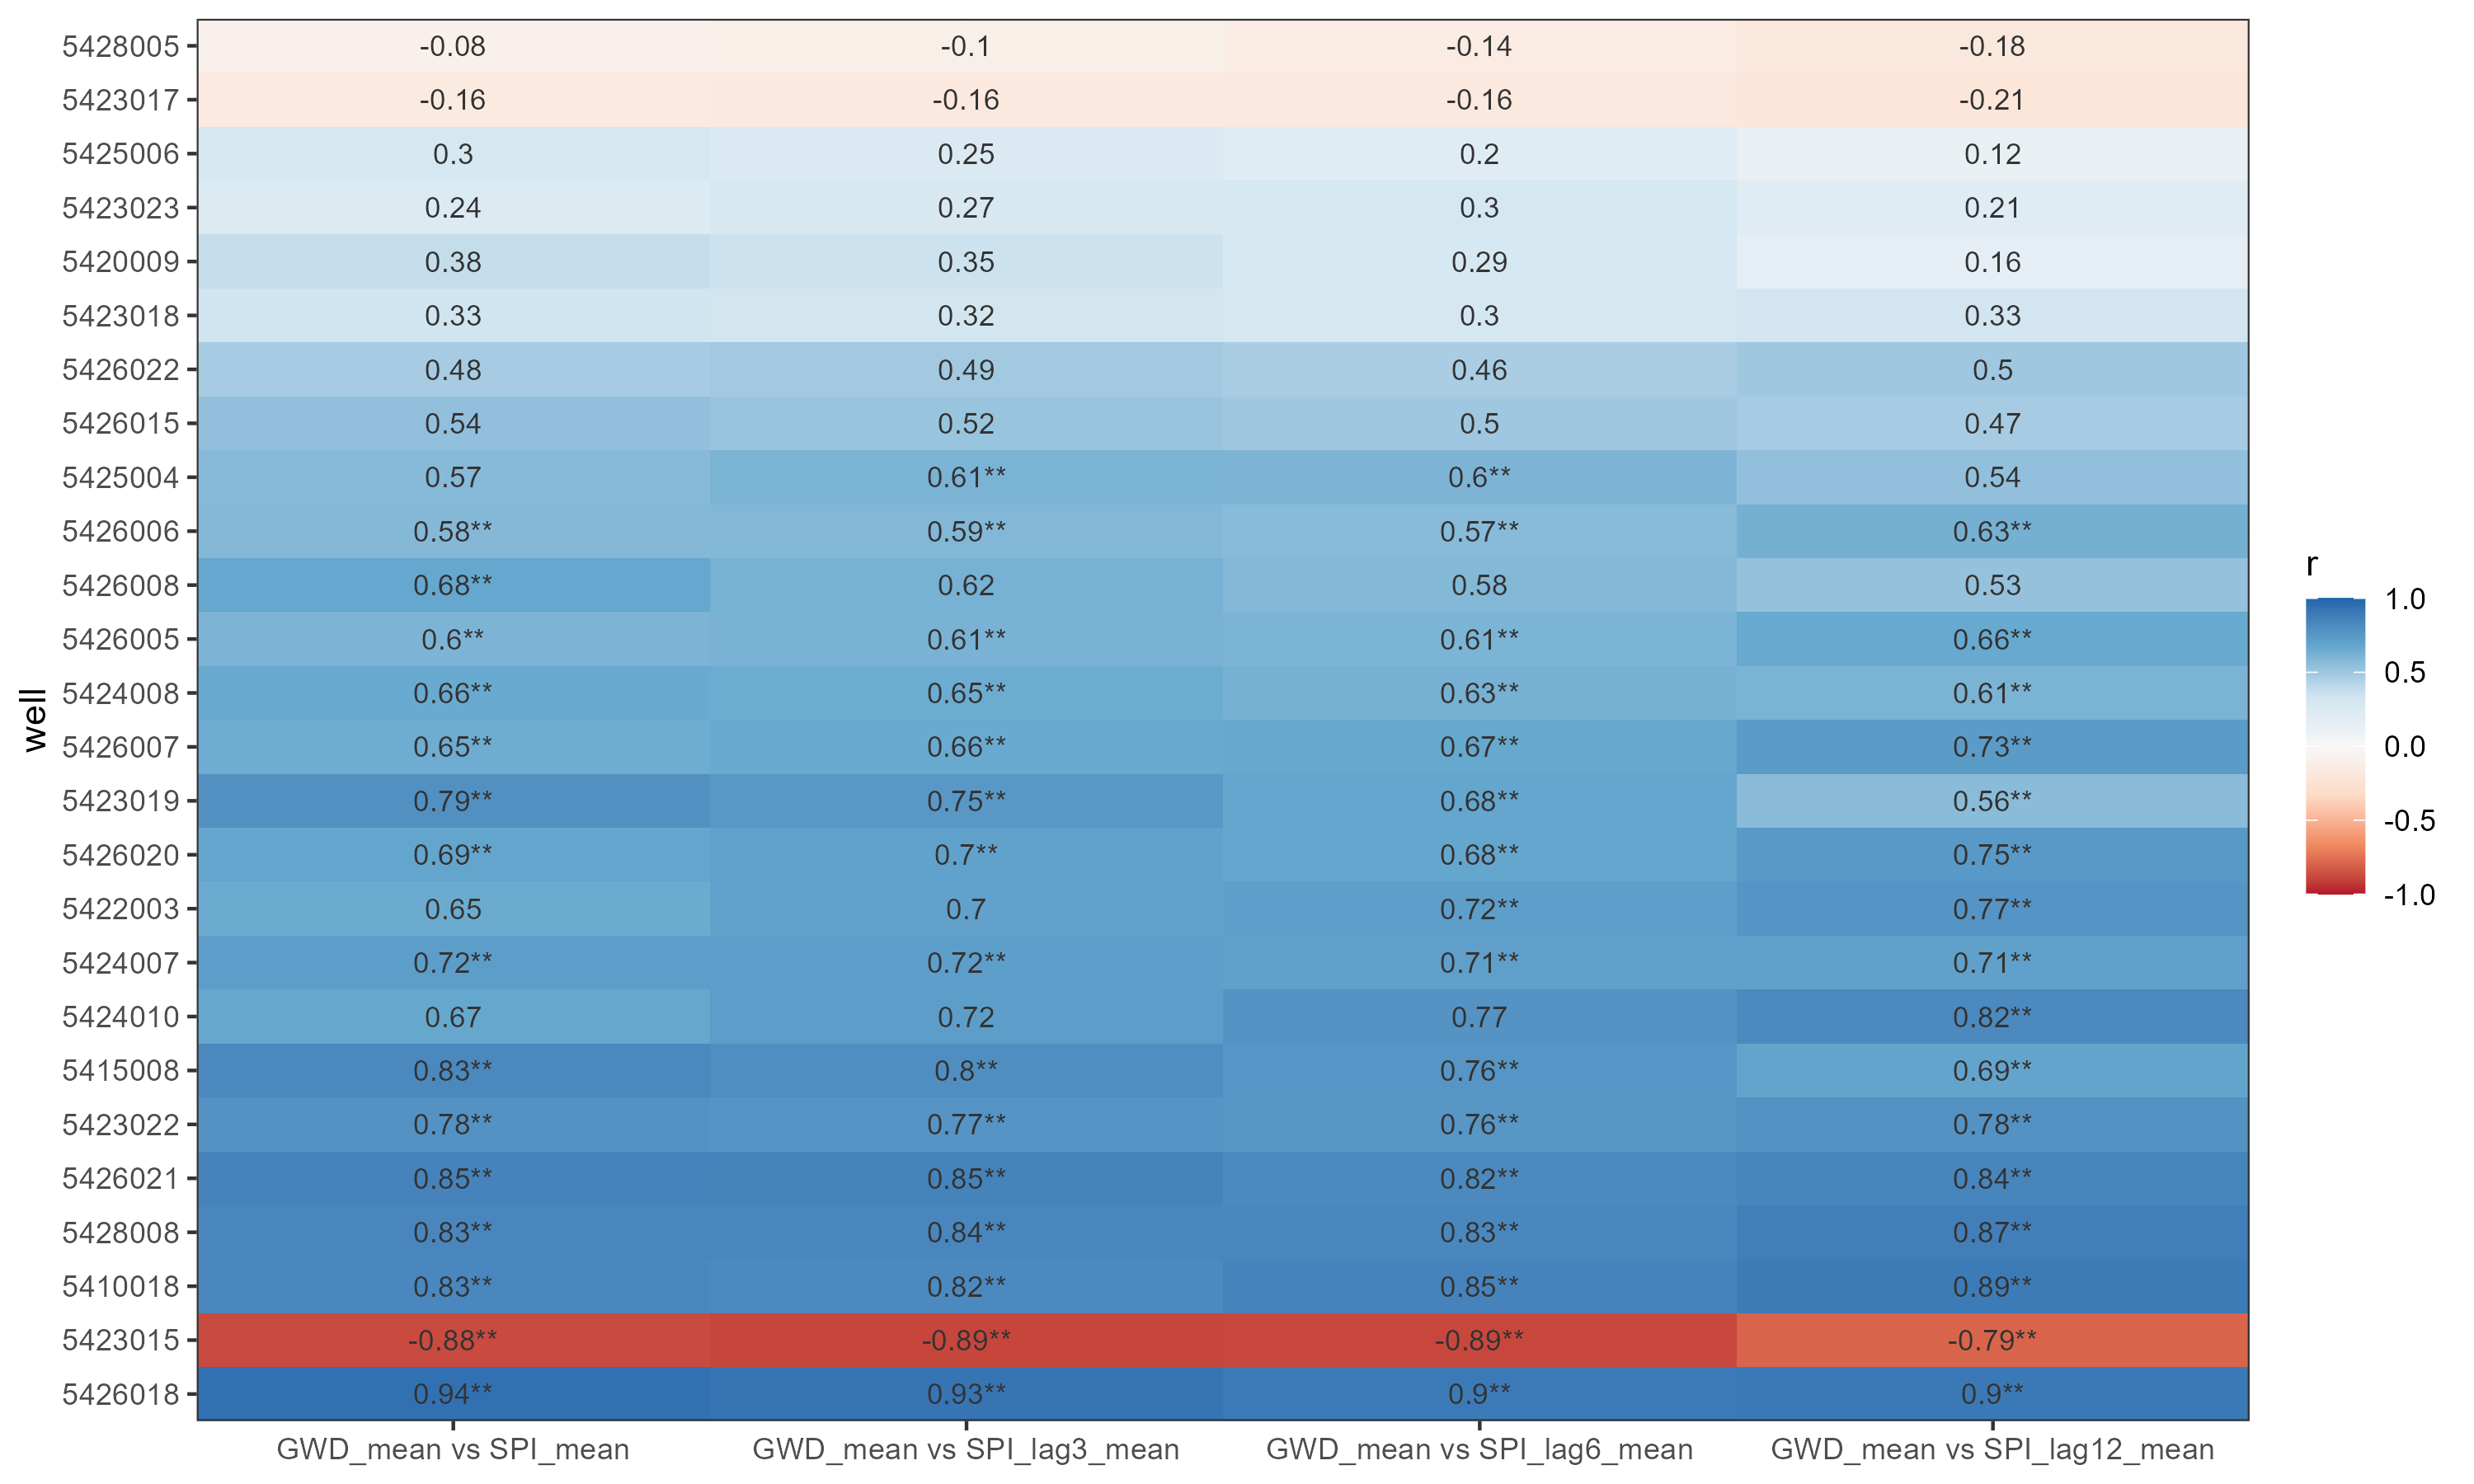 5428005 -0.08 -0.1 -0.14 -0.18
5423017 -0.16 -0.16 -0.16 -0.21
5425006 0.3 0.25 0.2 0.12
5423023 0.24 0.27 0.3 0.21
5420009 0.38 0.35 0.29 0.16
5423018 0.33 0.32 0.3 0.33
5426022 0.48 0.49 0.46 0.5
5426015 0.54 0.52 0.5 0.47
5425004 0.57 0.61** 0.6** 0.54
5426006 0.58** 0.59** 0.57** 0.63**
5426008 0.68** 0.62 0.58 0.53
5426005 0.6** 0.61** 0.61** 0.66**
5424008 0.66** 0.65** 0.63** 0.61**
5426007 0.65** 0.66** 0.67** 0.73**
5423019 0.79** 0.75** 0.68** 0.56**
5426020 0.69** 0.7** 0.68** 0.75**
5422003 0.65 0.7 0.72** 0.77**
5424007 0.72** 0.72** 0.71** 0.71**
5424010 0.67 0.72 0.77 0.82**
5415008 0.83** 0.8** 0.76** 0.69**
5423022 0.78** 0.77** 0.76** 0.78**
5426021 0.85** 0.85** 0.82** 0.84**
5428008 0.83** 0.84** 0.83** 0.87**
5410018 0.83** 0.82** 0.85** 0.89**
5423015 -0.88** -0.89** -0.89** -0.79**
5426018 0.94** 0.93** 0.9** 0.9**
GWD_mean vs SPI_mean GWD_mean vs SPI_lag3_mean GWD_mean vs SPI_lag6_mean GWD_mean vs SPI_lag12_mean
well
r
1.0
0.5
0.0
-0.5
-1.0